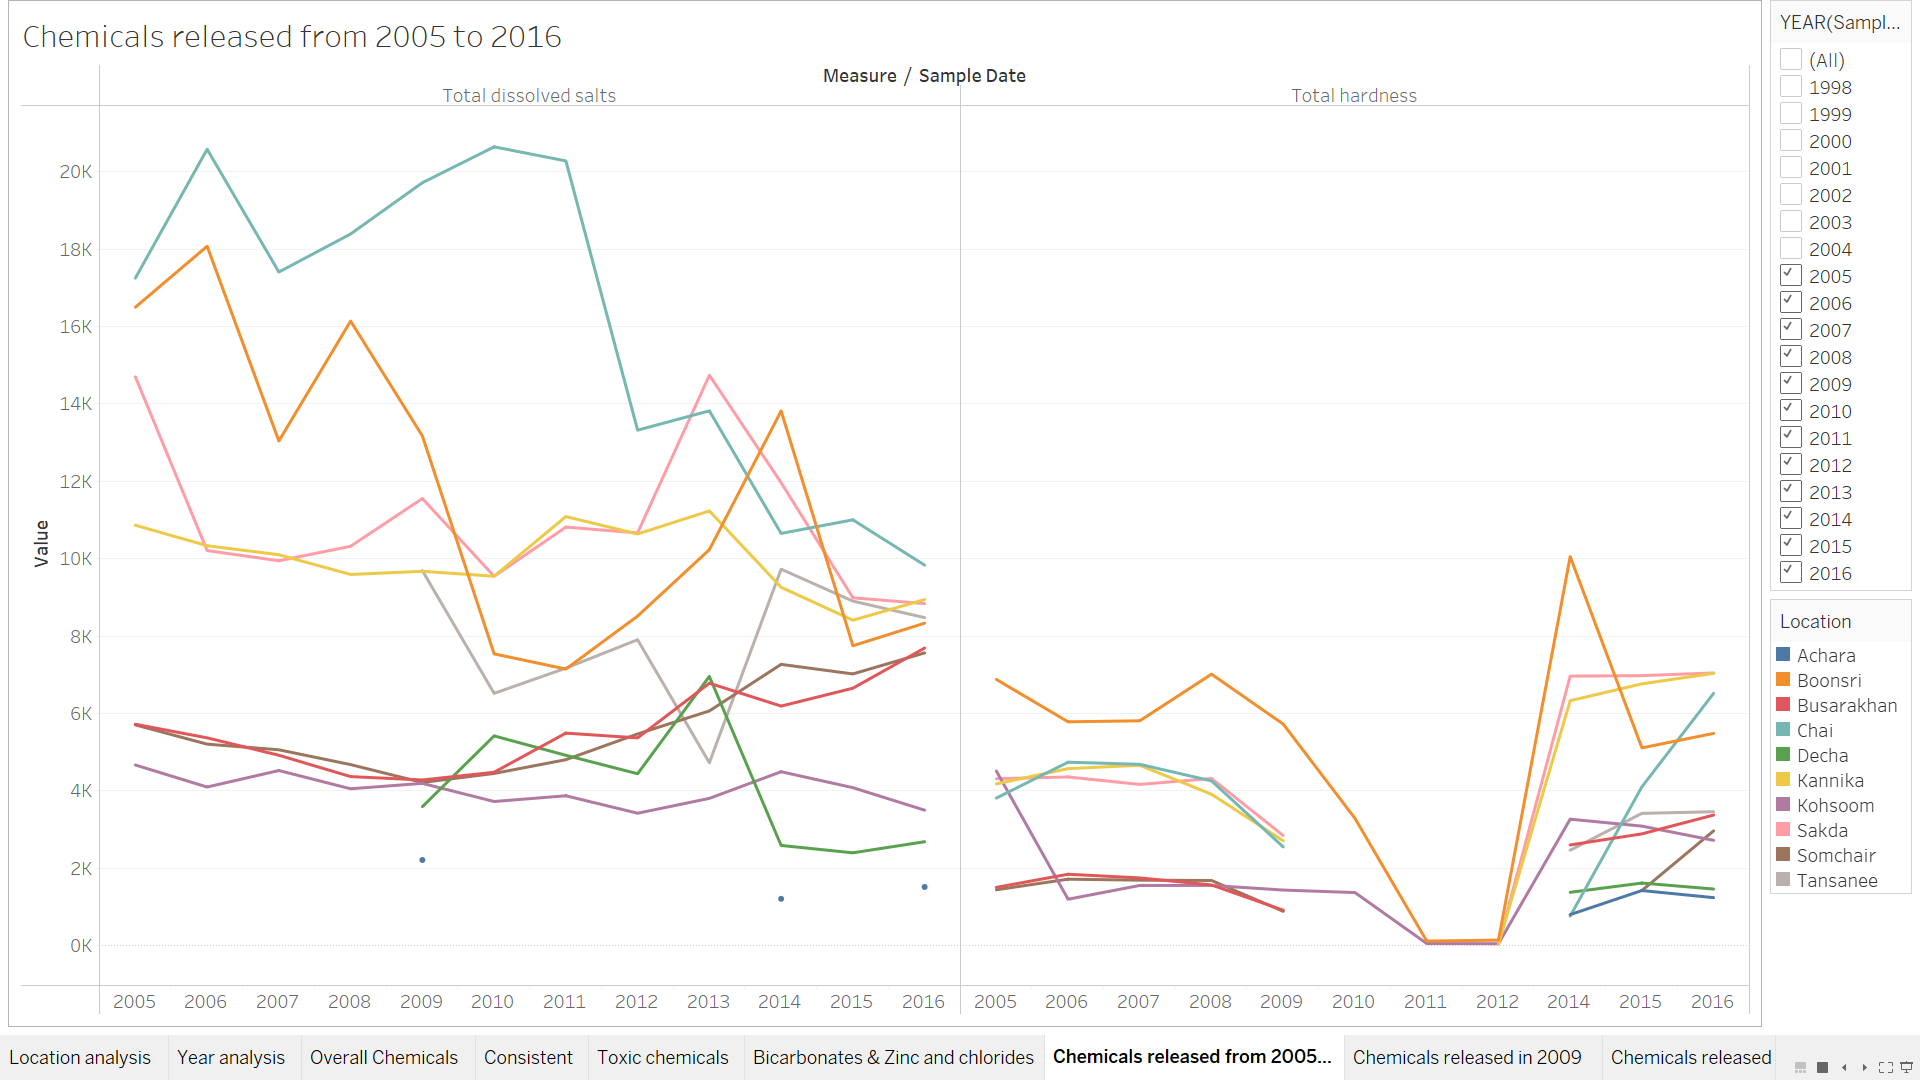 Chemicals released from 2005 to 2016
Measure / Sample Date
Total dissolved salts
Total hardness
Value
20K
18K
16K
14K
12K
10K
8K
6K
4K
2K
0K
2005 2006 2007 2008 2009 2010 2011 2012 2013 2014 2015 2016
2005 2006 2007 2008 2009 2010 2011 2012 2014 2015 2016
YEAR(Sampl...
(All)
1998
1999
2000
2001
2002
2003
2004
2005
2006
2007
2008
2009
2010
2011
2012
2013
2014
2015
2016
Location
Achara
Boonsri
Busarakhan
Chai
Decha
Kannika
Kohsoom
Sakda
Somchair
Tansanee
Location analysis
Year analysis
Overall Chemicals
Consistent
Toxic chemicals
Bicarbonates & Zinc and chlorides
Chemicals released from 2005...
Chemicals released in 2009
Chemicals released